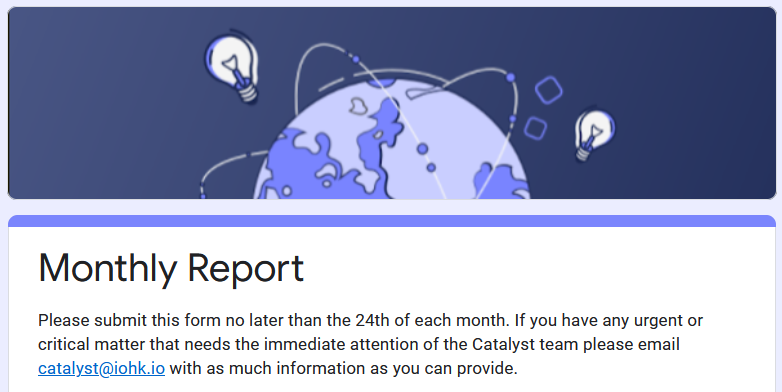 Monthly Report
Please submit this form no later than the 24th of each month. If you have any urgent or
critical matter that needs the immediate attention of the Catalyst team please email
catalyst@iohk.io with as much information as you can provide.